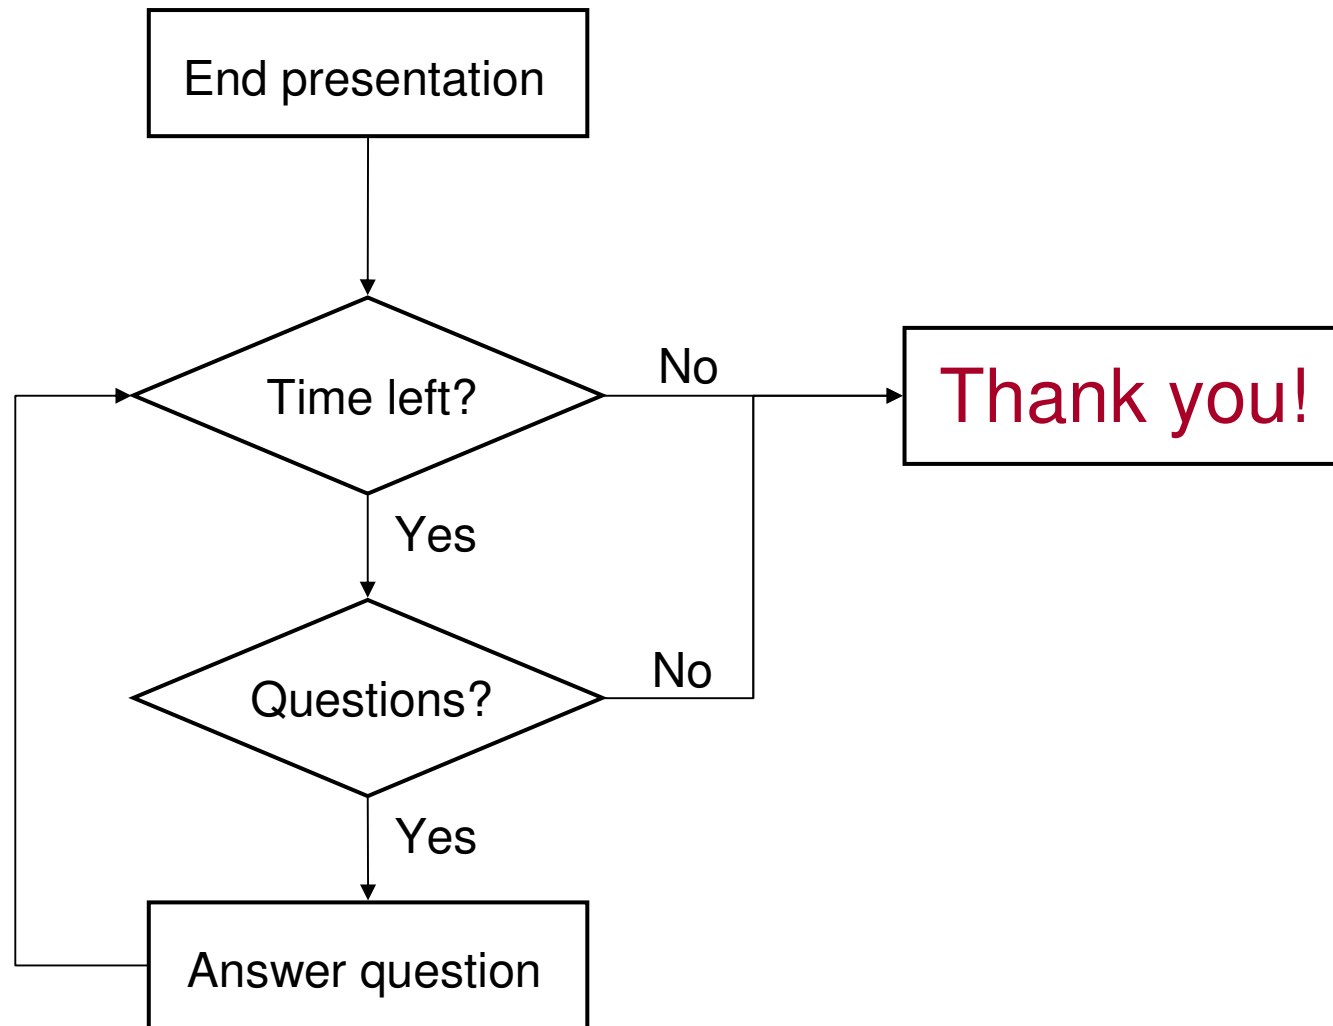 End presentation
Time left?
No
Thank you!
Yes
Questions?
No
Yes
Answer question